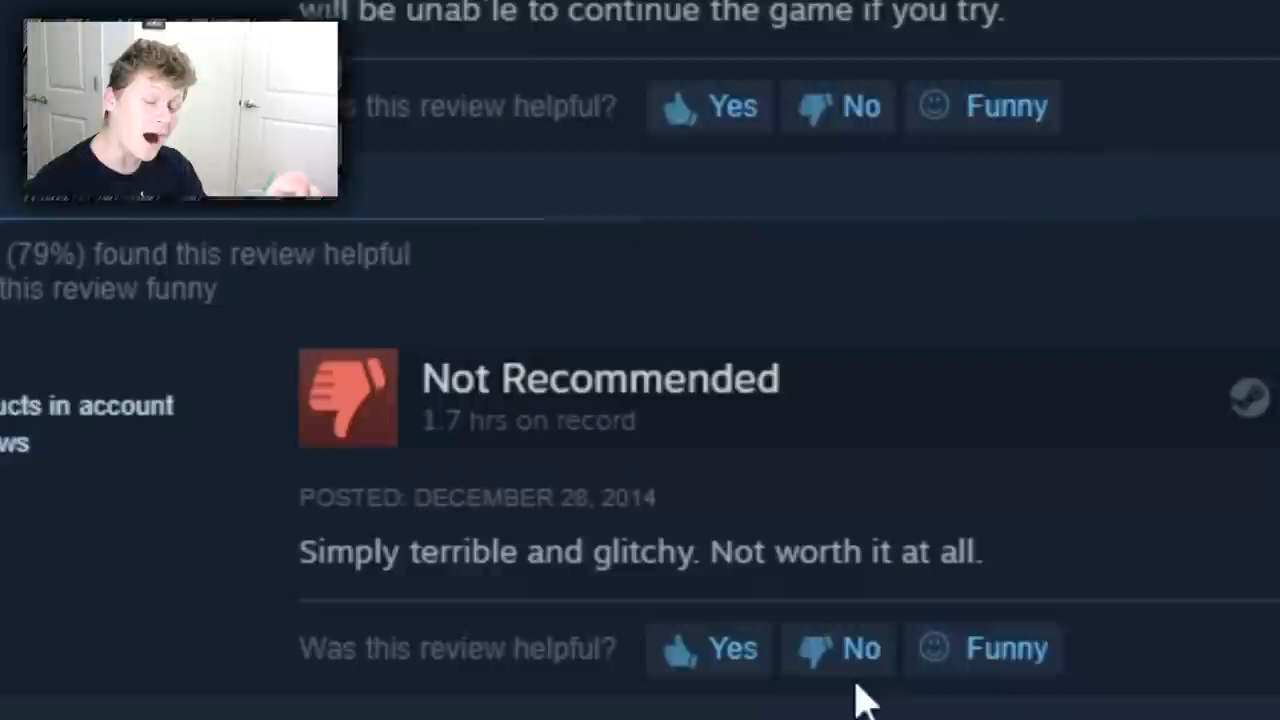 will be unab`le to continue the game if you try.
this review helpful?
Yes
No
Funny
(79%) found this review helpful
this review funny
Not Recommended
1.7 hrs on record
ucts in account
ws
POSTED: DECEMBER 28, 2014
Simply terrible and glitchy. Not worth it at all.
Was this review helpful?
Yes
No
Funny